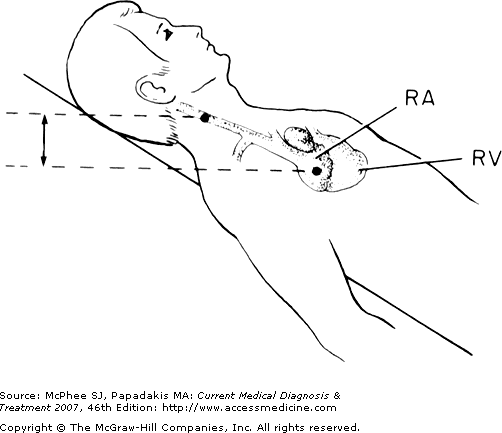 RA
RV
Source: McPhee SJ, Papadakis MA: Current Medical Diagnosis &
Treatment 2007, 46th Edition: http://www.accessmedicine.com
Copyright © The McGraw-Hill Companies, Inc. All rights reserved.